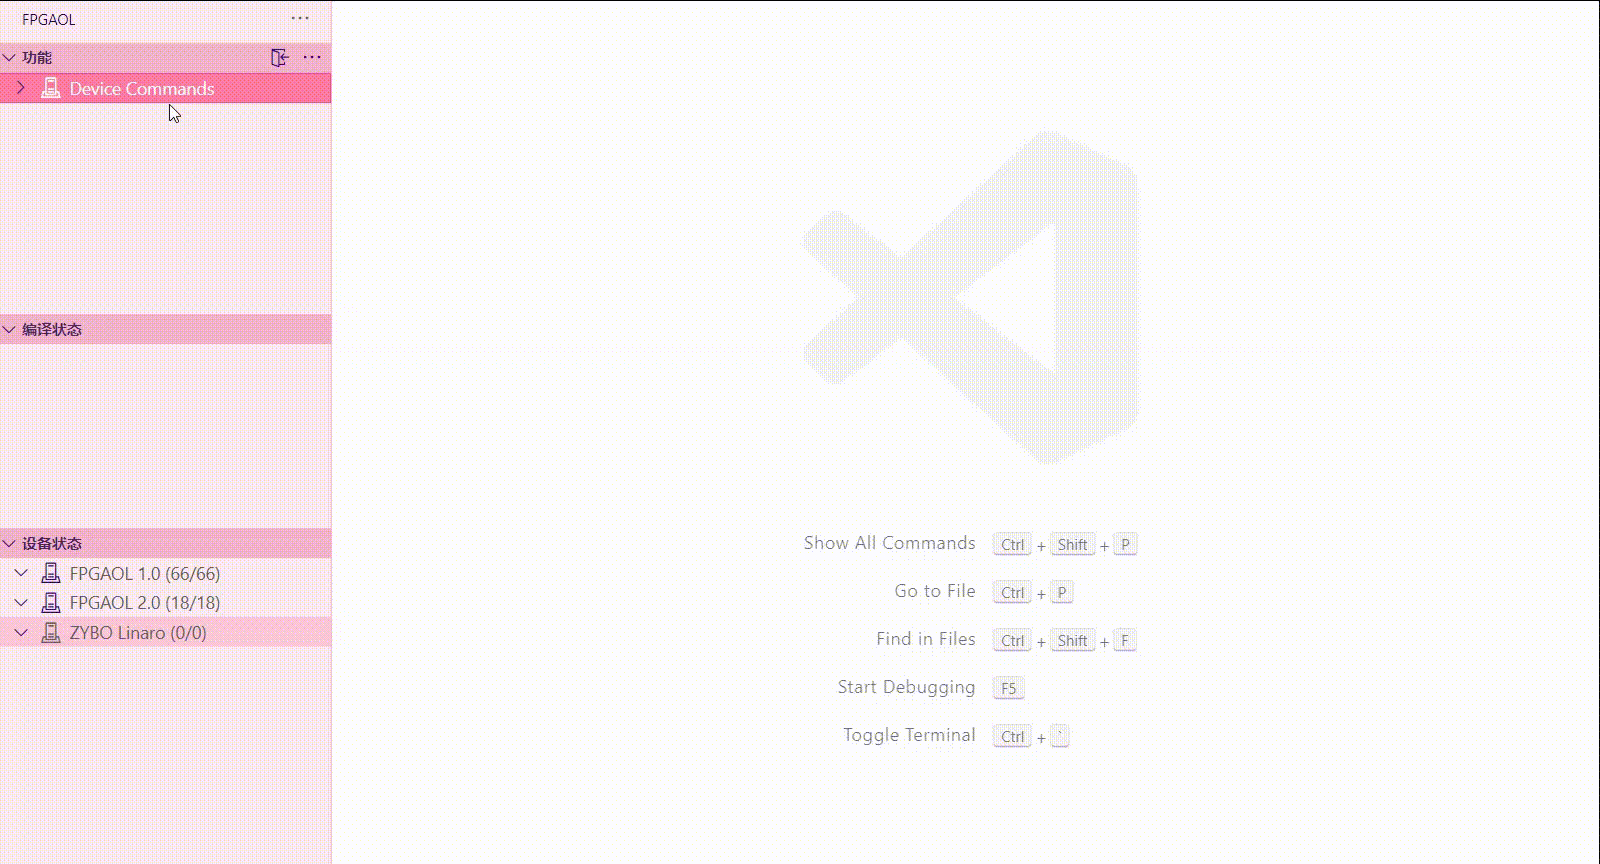 FPGAOL
功能
Device Commands
编译状态
设备状态
FPGAOL 1.0 (66/66)
FPGAOL 2.0 (18/18)
ZYBO Linaro (0/0)
Show All Commands Ctrl + Shift + P
Go to File Ctrl + P
Find in Files Ctrl + Shift + F
Start Debugging F5
Toggle Terminal Ctrl + `